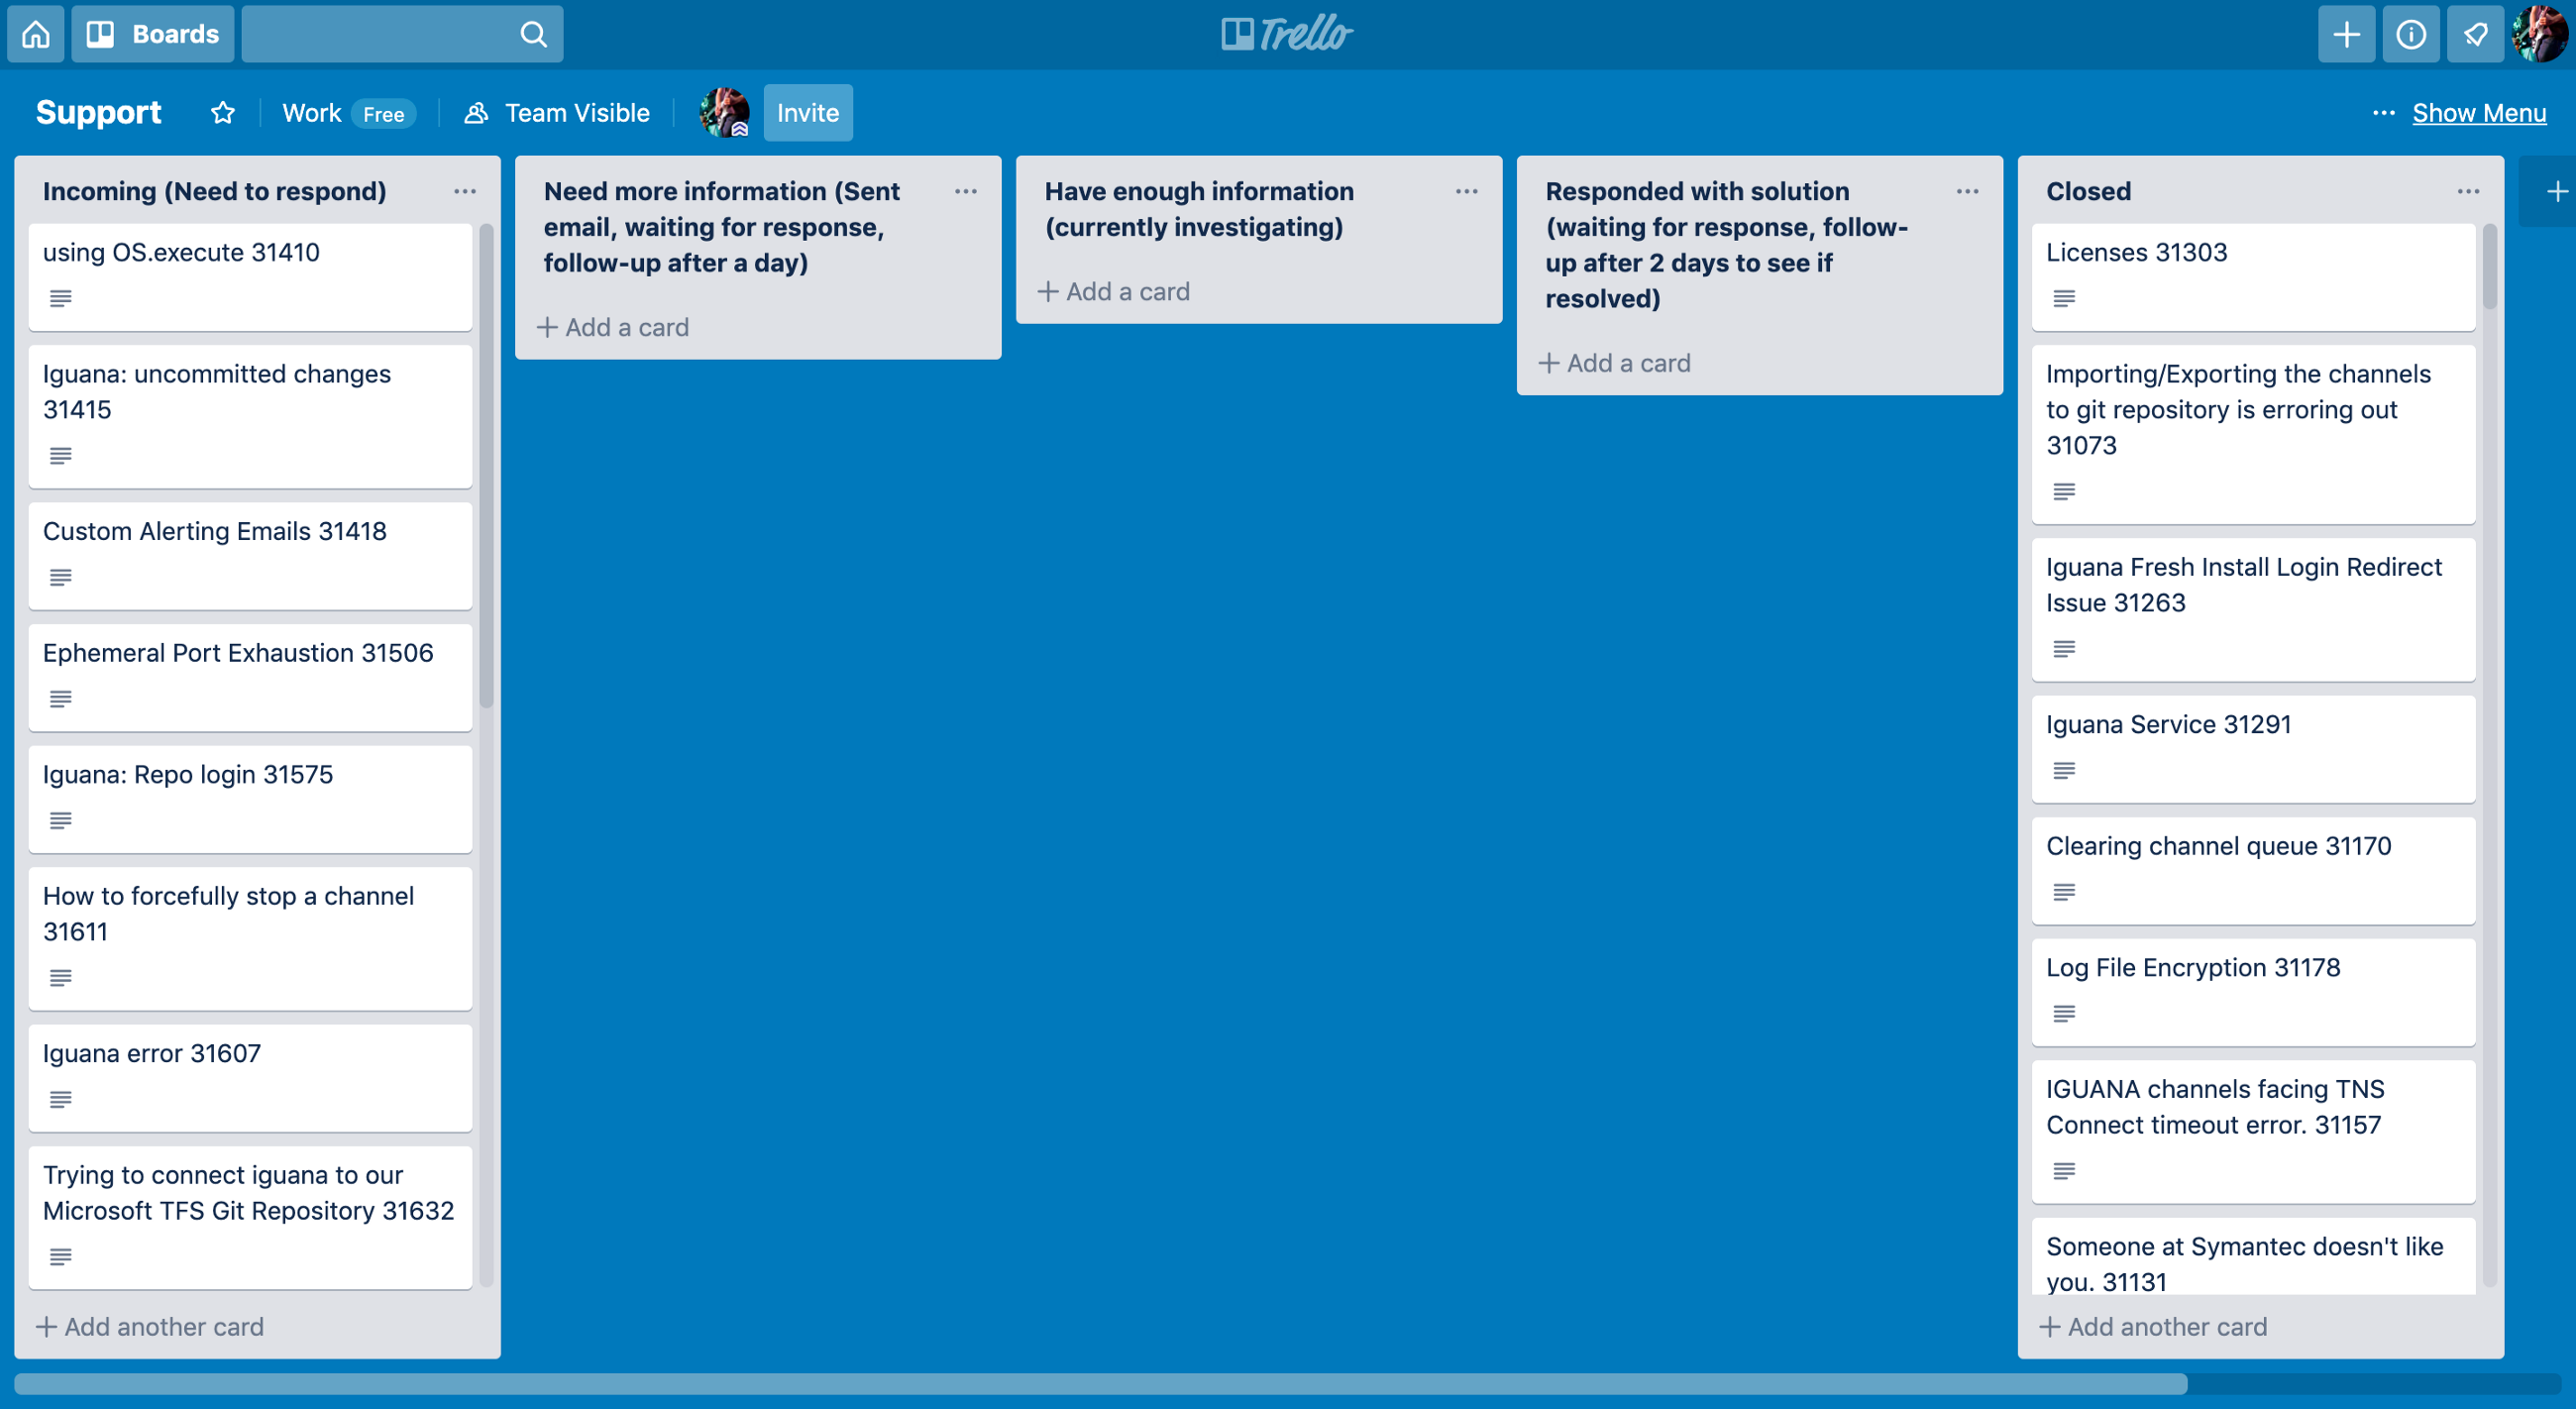 Boards
Trello
Support
Work
Free
Team Visible
Invite
Show Menu
Incoming (Need to respond)
using OS.execute 31410
Iguana: uncommitted changes
31415
Custom Alerting Emails 31418
Ephemeral Port Exhaustion 31506
Iguana: Repo login 31575
How to forcefully stop a channel
31611
Iguana error 31607
Trying to connect iguana to our
Microsoft TFS Git Repository 31632
Add another card
Need more information (Sent
email, waiting for response,
follow-up after a day)
Add a card
Have enough information
(currently investigating)
Add a card
Responded with solution
(waiting for response, follow-
up after 2 days to see if
resolved)
Add a card
Closed
Licenses 31303
Importing/Exporting the channels
to git repository is erroring out
31073
Iguana Fresh Install Login Redirect
Issue 31263
Iguana Service 31291
Clearing channel queue 31170
Log File Encryption 31178
IGUANA channels facing TNS
Connect timeout error. 31157
Someone at Symantec doesn't like
you. 31131
Add another card